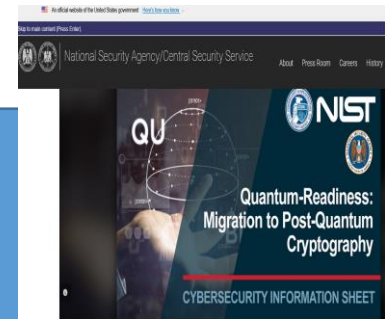 An official website of the United States government Here's how you know
Skip to main content (Press Enter).
National Security Agency/Central Security Service
About Press Room Careers History
QU
NIST
Quantum-Readiness:
Migration to Post-Quantum
Cryptography
CYBERSECURITY INFORMATION SHEET